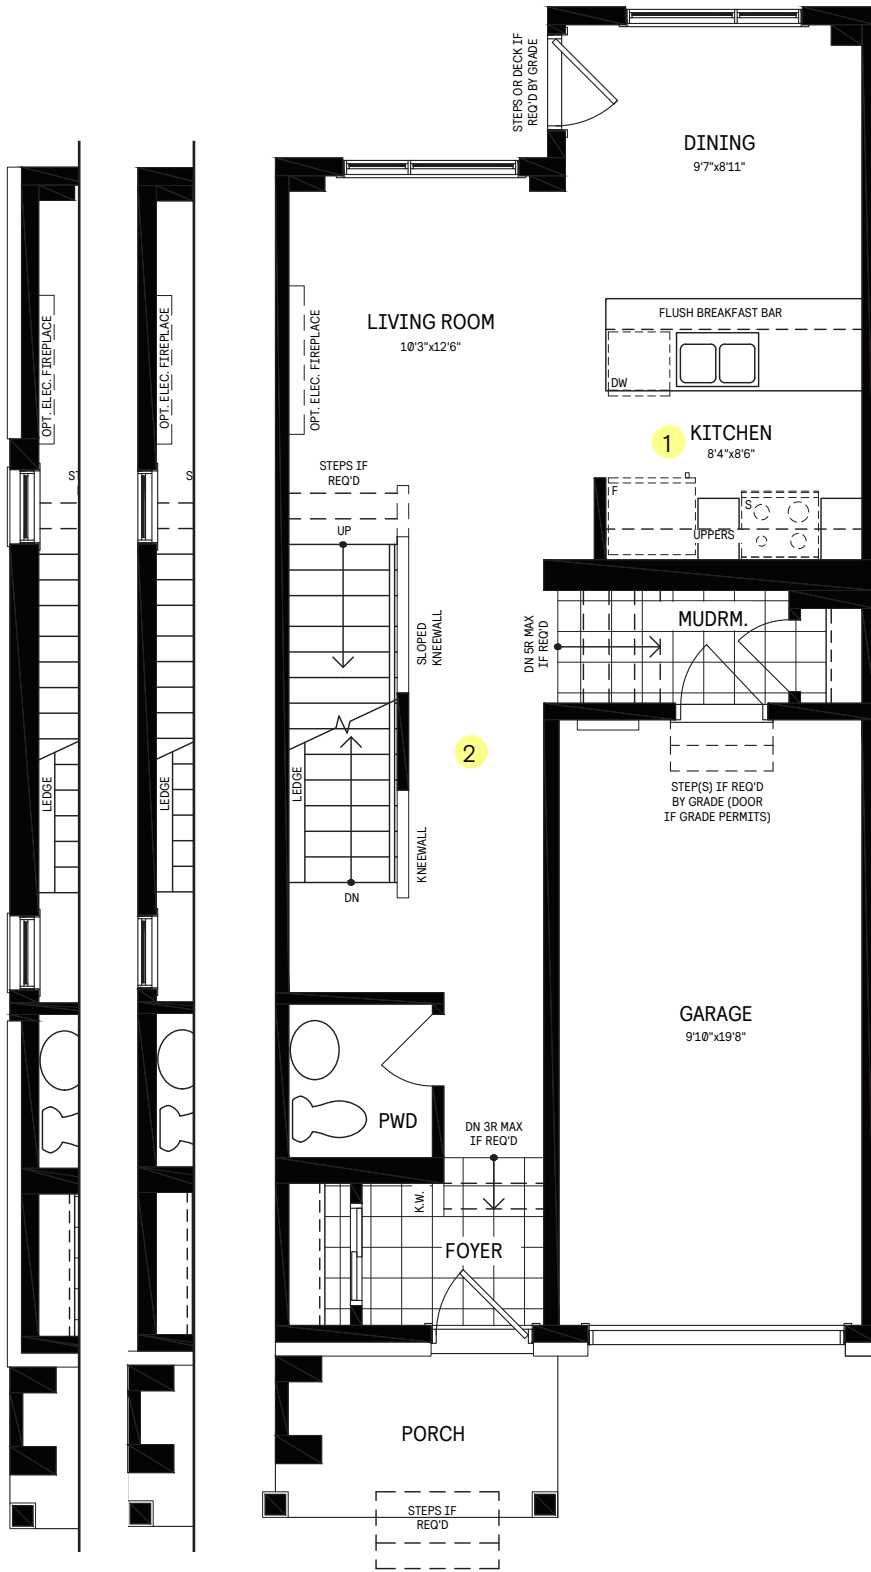 STEPS OR DECK IF
REQ'D BY GRADE
DINING
9'7"x8'11"
OPT. ELEC. FIREPLACE
OPT. ELEC. FIREPLACE
LIVING ROOM
10'3"x12'6"
OPT. ELEC. FIREPLACE
FLUSH BREAKFAST BAR
DW
1
KITCHEN
8'4"x8'6"
STEPS IF
REQ'D
ST
S
F
S
UPPERS
UP
SLOPED
KNEEWALL
DN 5R MAX
IF REQ'D
MUDRM.
2
LEDGE
LEDGE
LEDGE
STEP(S) IF REQ'D
BY GRADE (DOOR
IF GRADE PERMITS)
KNEEWALL
DN
GARAGE
9'10"x19'8"
PWD
DN 3R MAX
IF REQ'D
K.W.
FOYER
PORCH
STEPS IF
REQ'D